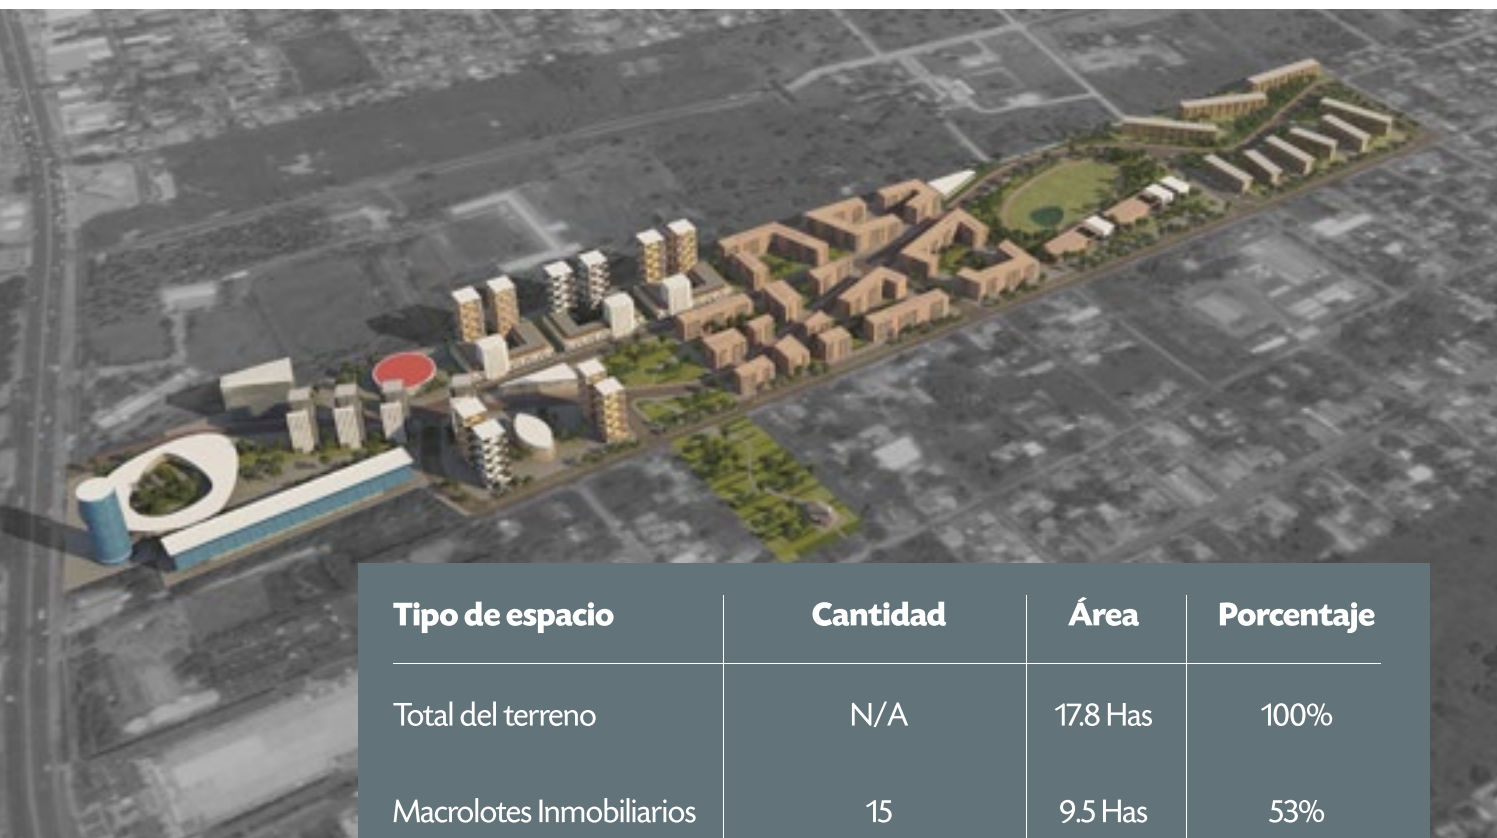 Tipo de espacio Cantidad Área Porcentaje
Total del terreno N/A 17.8 Has 100%
Macrolotes Inmobiliarios 15 9.5 Has 53%